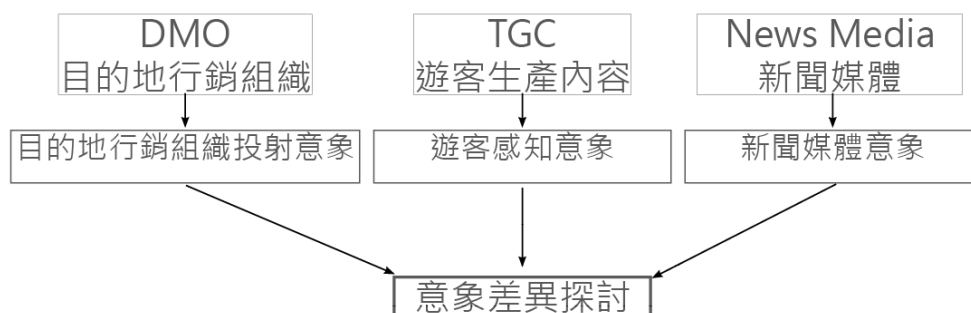 DMO
目的地行銷組織
TGC
遊客生產內容
News Media
新聞媒體
目的地行銷組織投射意象
遊客感知意象
新聞媒體意象
意象差異探討